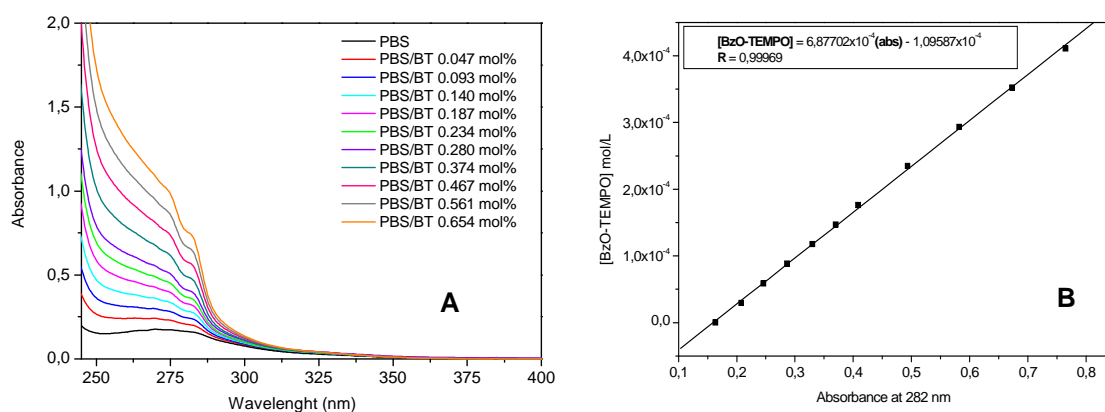 2,0
1,5
1,0
0,5
0,0
Absorbance
250 275 300 325 350 375 400
Wavelenght (nm)
PBS
PBS/BT 0.047 mol%
PBS/BT 0.093 mol%
PBS/BT 0.140 mol%
PBS/BT 0.187 mol%
PBS/BT 0.234 mol%
PBS/BT 0.280 mol%
PBS/BT 0.374 mol%
PBS/BT 0.467 mol%
PBS/BT 0.561 mol%
PBS/BT 0.654 mol%
A
[BzO-TEMPO] = 6,87702x10⁻⁴(abs) - 1,09587x10⁻⁴
R = 0,99969
4,0x10⁻⁴
3,0x10⁻⁴
2,0x10⁻⁴
1,0x10⁻⁴
0,0
[BzO-TEMPO] mol/L
0,1 0,2 0,3 0,4 0,5 0,6 0,7 0,8
Absorbance at 282 nm
B